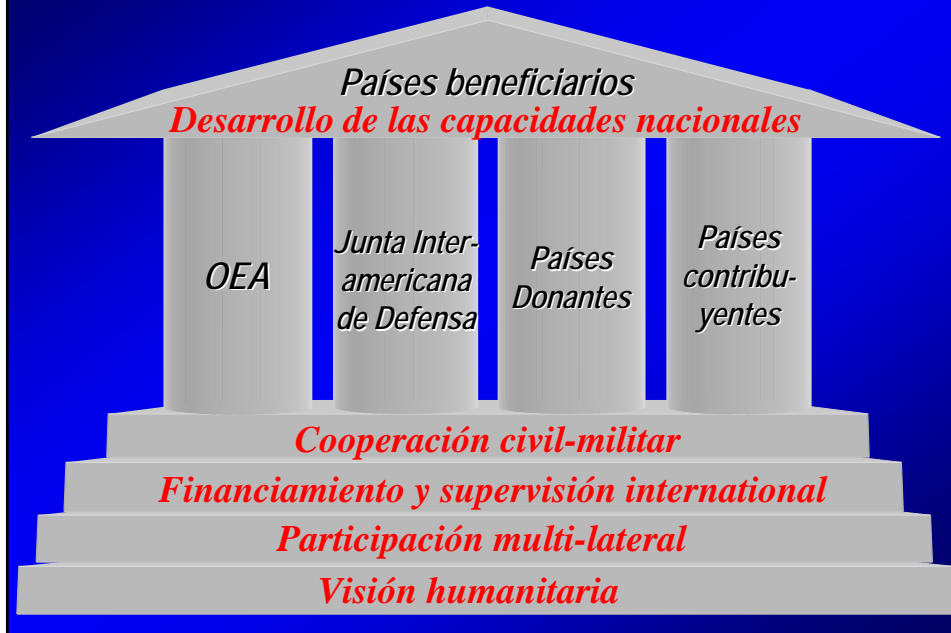 Países beneficiarios
Desarrollo de las capacidades nacionales
OEA
Junta Inter-
americana
de Defensa
Países
Donantes
Países
contribu-
yentes
Cooperación civil-militar
Financiamiento y supervisión international
Participación multi-lateral
Visión humanitaria